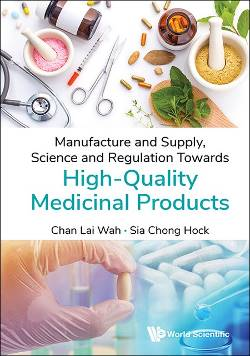 Manufacture and Supply,
Science and Regulation Towards
High-Quality
Medicinal Products
Chan Lai Wah • Sia Chong Hock
World Scientific